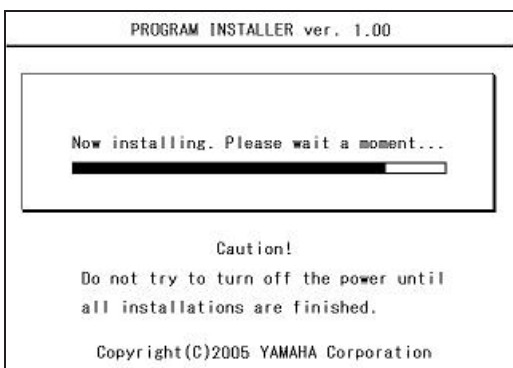 PROGRAM INSTALLER ver. 1.00
Now installing. Please wait a moment...
Caution!
Do not try to turn off the power until
all installations are finished.
Copyright(C)2005 YAMAHA Corporation